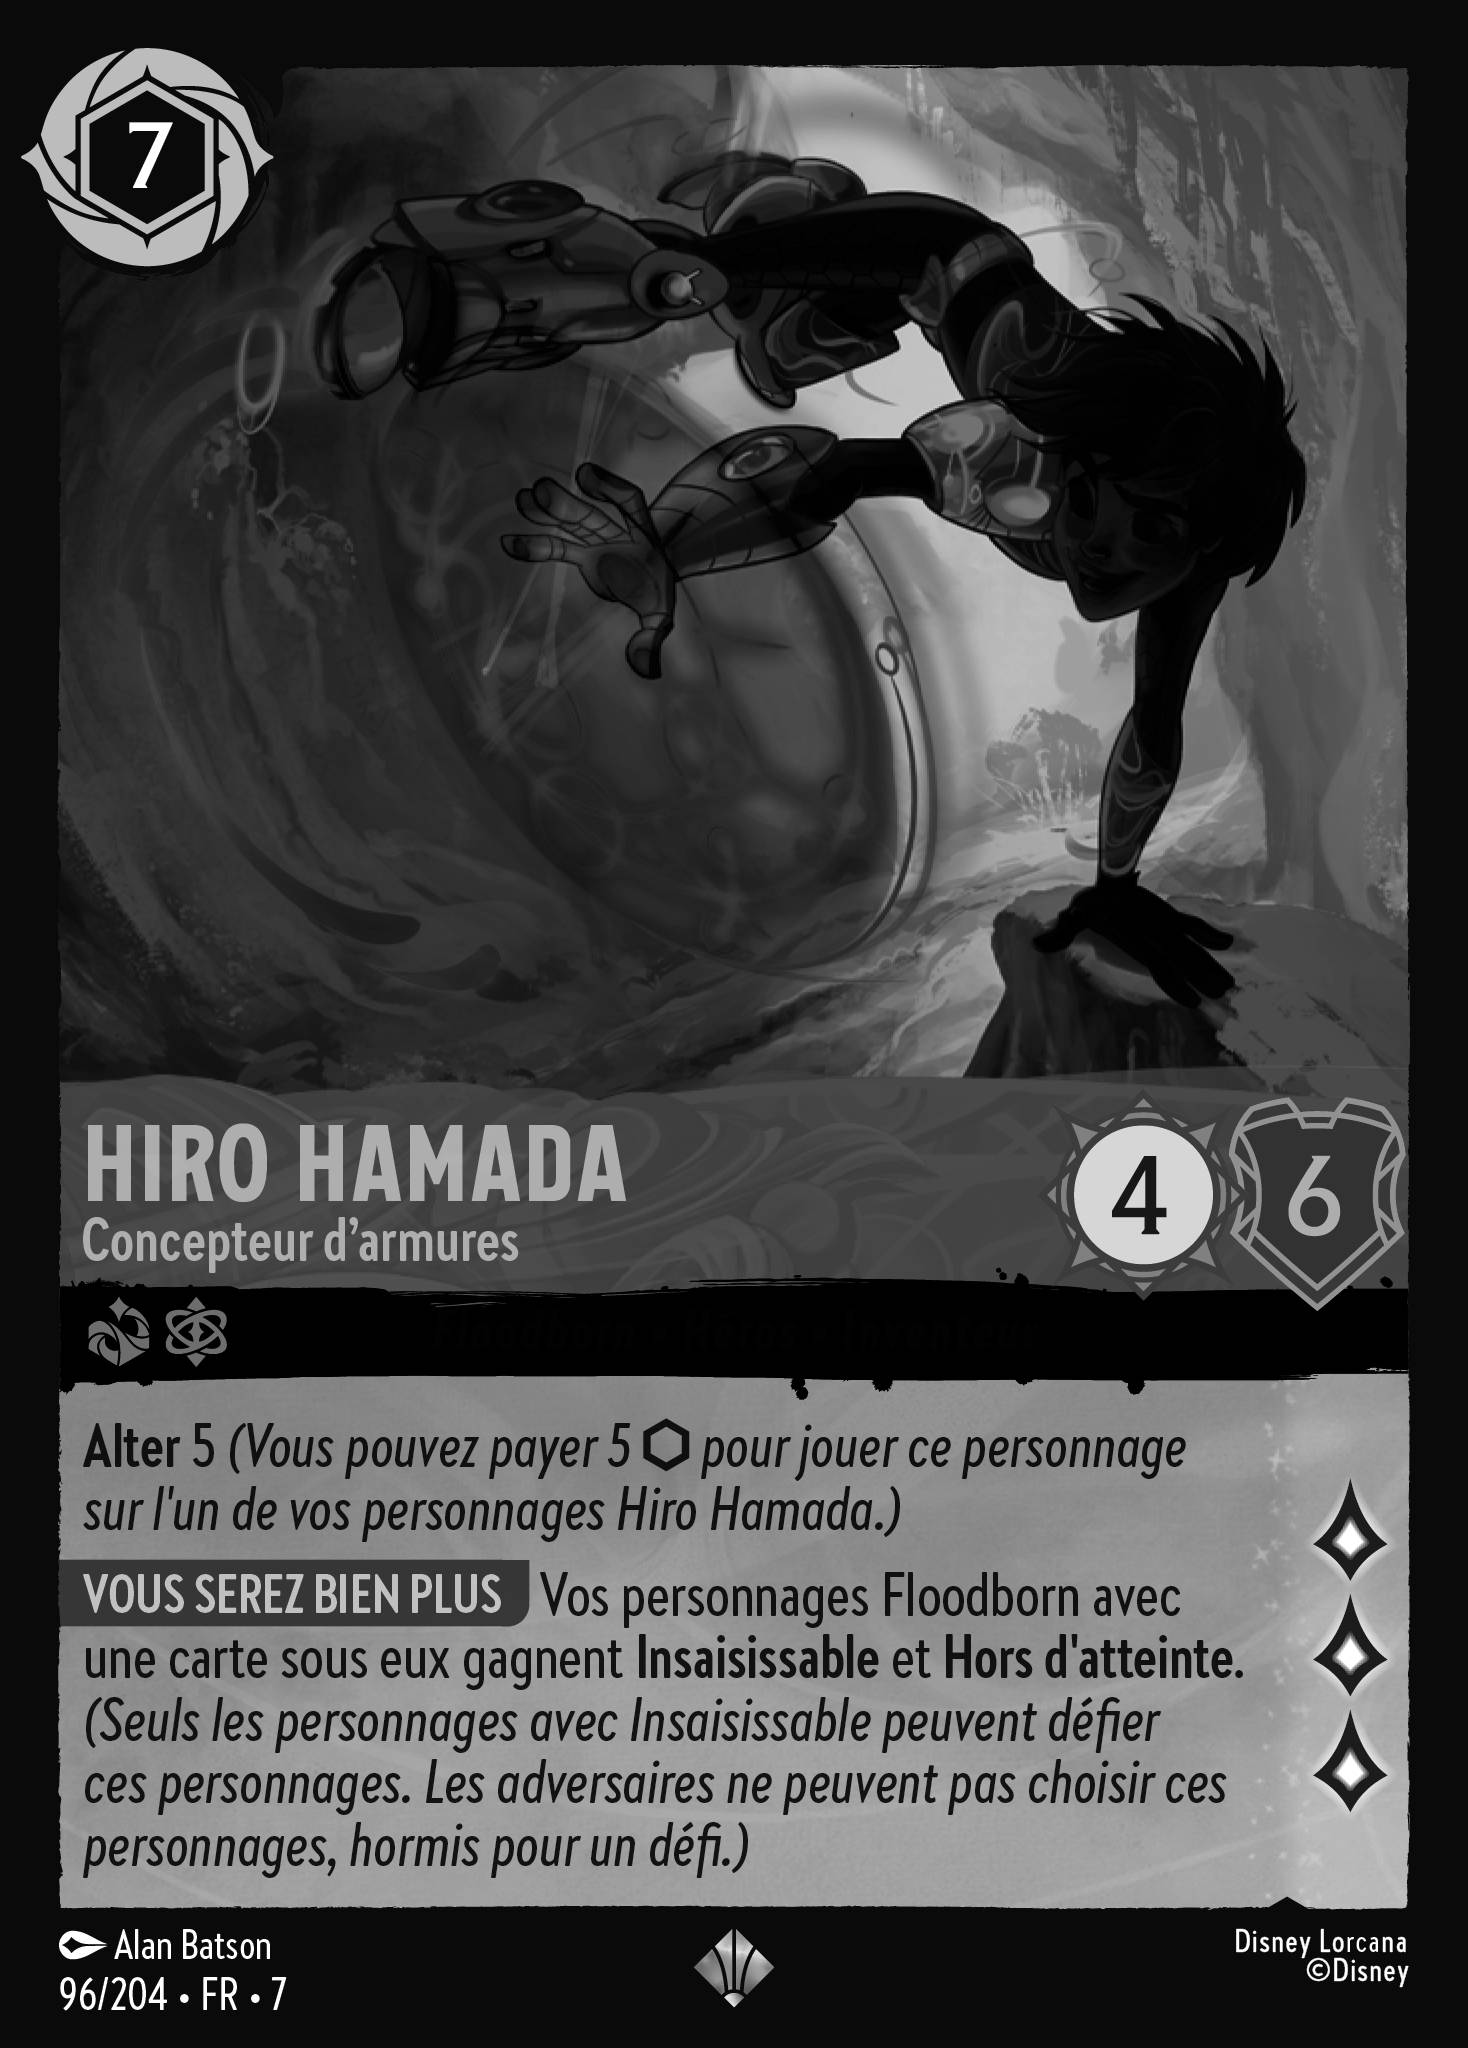 7
HIRO HAMADA
Concepteur d'armures
4
6
Floodborn • Héros • Inventeur
Alter 5 (Vous pouvez payer 5 pour jouer ce personnage
sur l'un de vos personnages Hiro Hamada.)
VOUS SEREZ BIEN PLUS Vos personnages Floodborn avec
une carte sous eux gagnent Insaisissable et Hors d'atteinte.
(Seuls les personnages avec Insaisissable peuvent défier
ces personnages. Les adversaires ne peuvent pas choisir ces
personnages, hormis pour un défi.)
Alan Batson
96/204 • FR • 7
Disney Lorcana
©Disney